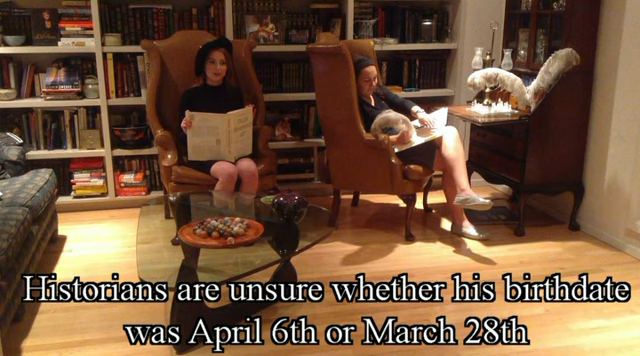 Historians are unsure whether his birthdate
was April 6th or March 28th